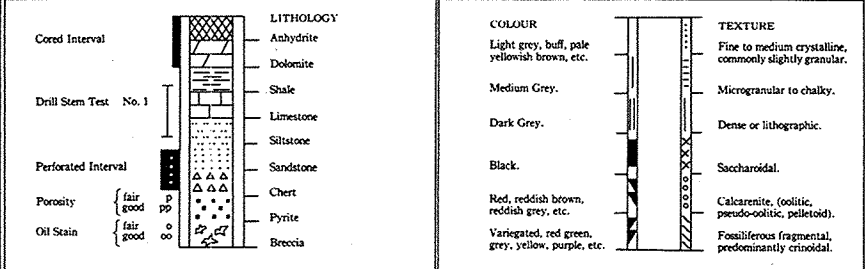 LITHOLOGY
Cored Interval
Anhydrite
Dolomite
Shale
Drill Stem Test No. 1
Limestone
Siltstone
Perforated Interval
Sandstone
Chert
Porosity { fair p
good pp
Pyrite
Oil Stain { fair o
good oo
Breccia
COLOUR
Light grey, buff, pale
yellowish brown, etc.
Medium Grey.
Dark Grey.
Black.
Red, reddish brown,
reddish grey, etc.
Variegated, red green,
grey, yellow, purple, etc.
TEXTURE
Fine to medium crystalline,
commonly slightly granular.
Microgranular to chalky.
Dense or lithographic.
Saccharoidal.
Calcarenite, (oolitic,
pseudo-oolitic, pelletoid).
Fossiliferous fragmental,
predominantly crinoidal.